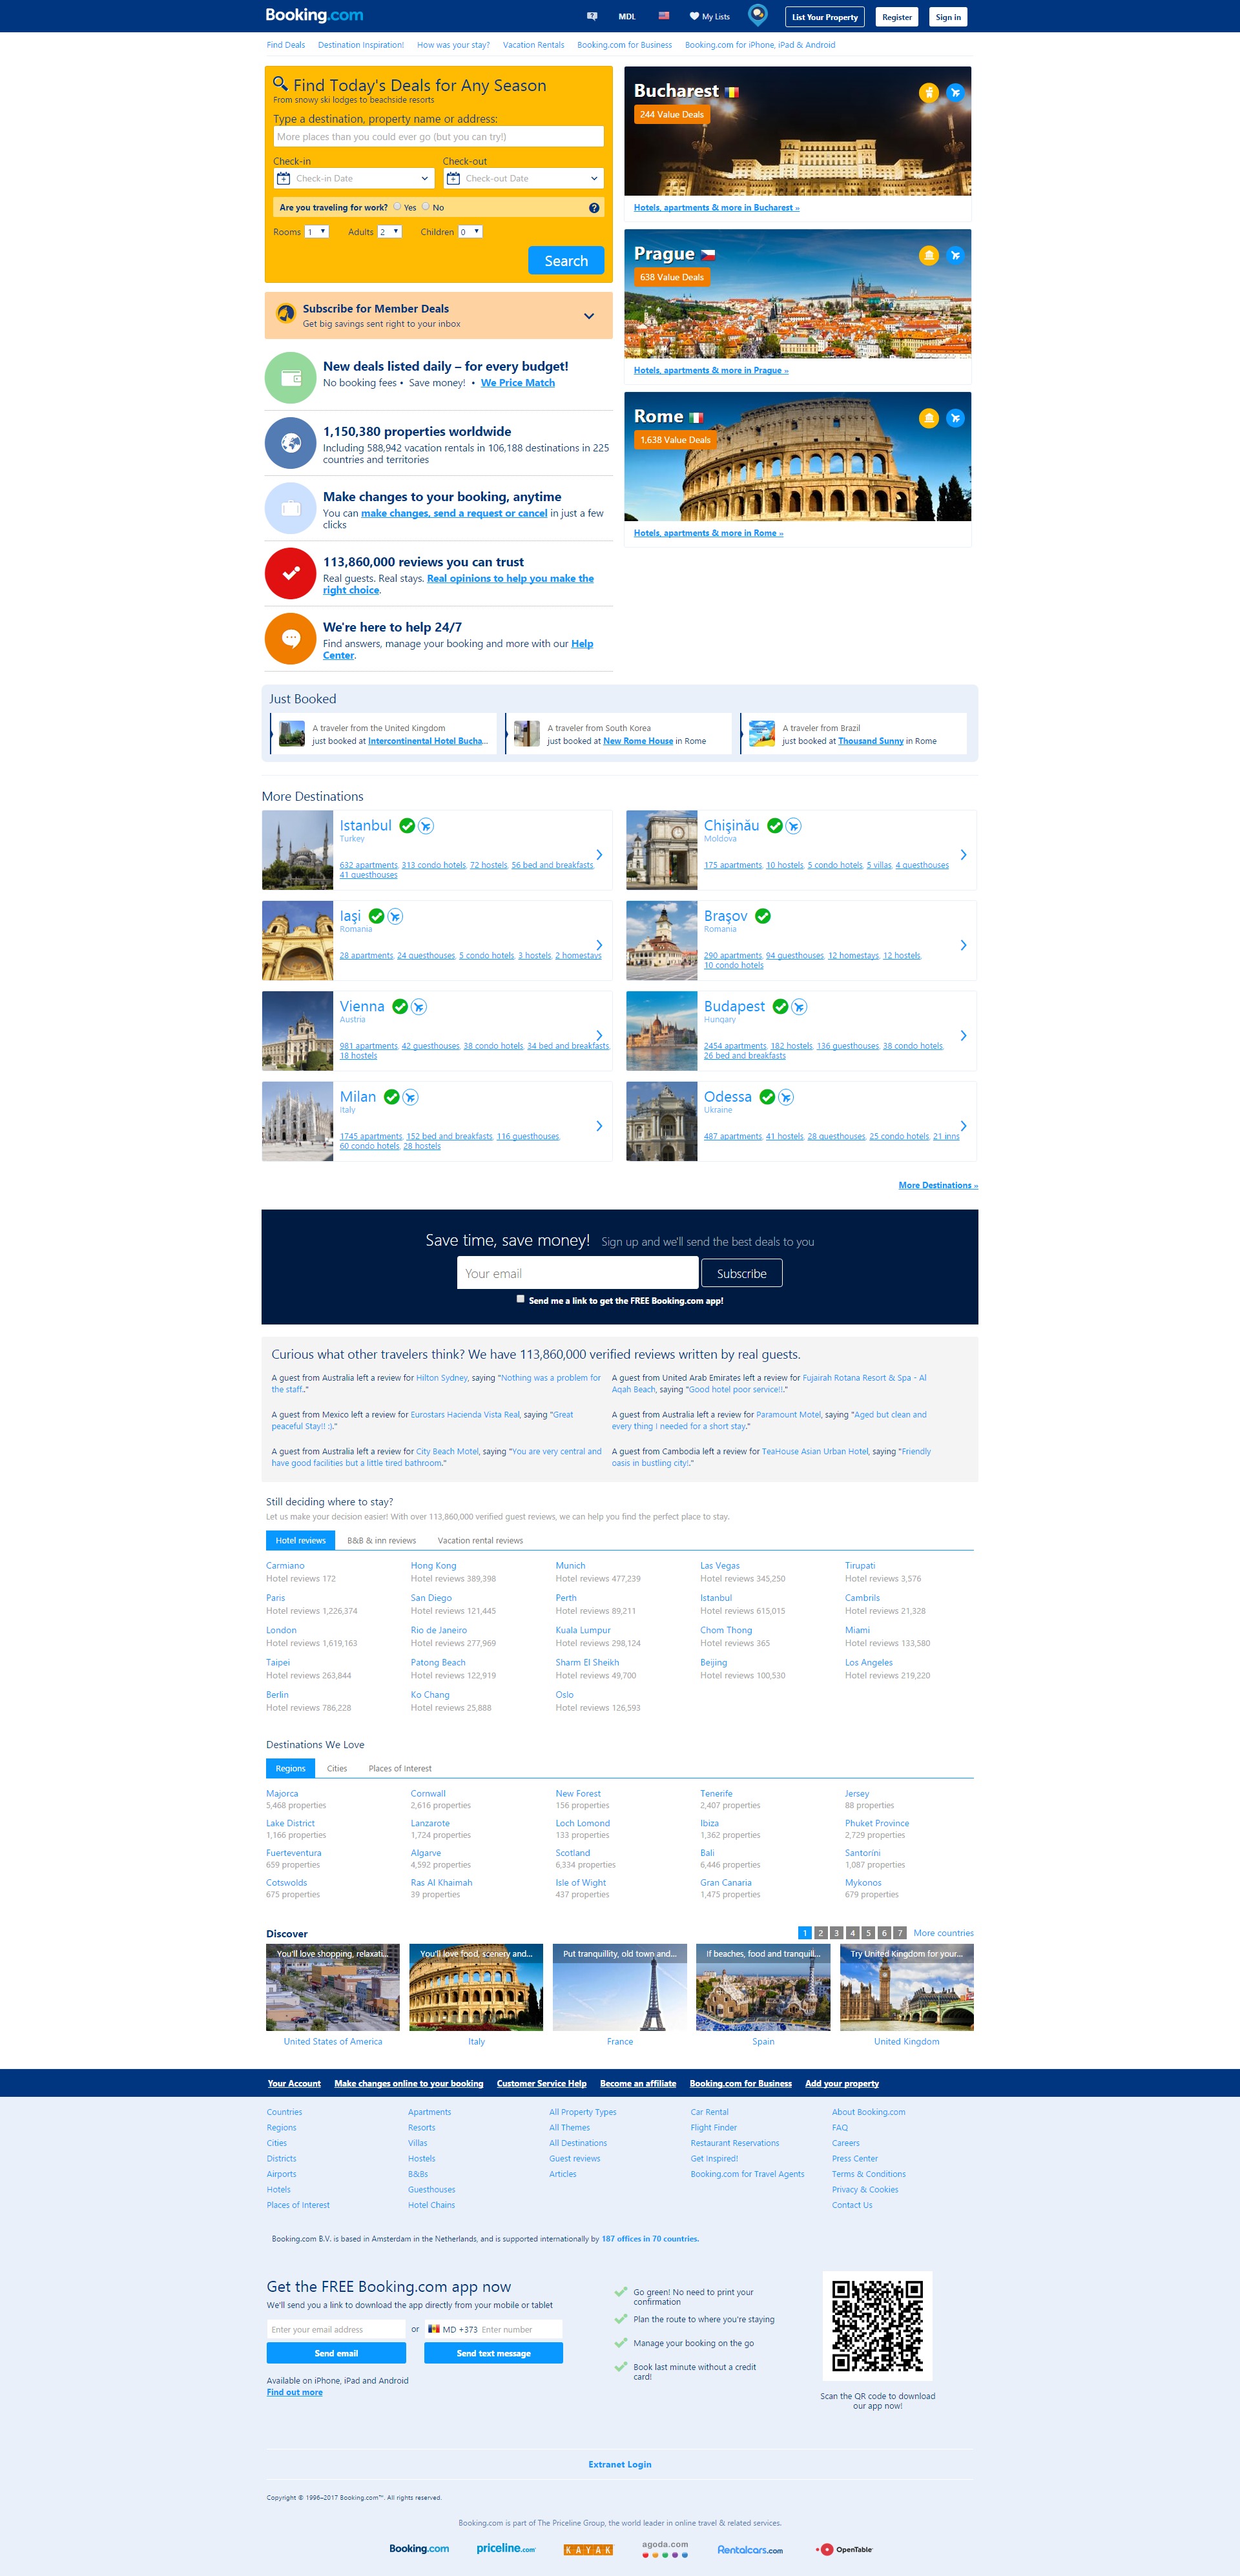 Booking.com
MDL
My Lists
List Your Property
Register
Sign in
Find Deals
Destination Inspiration!
How was your stay?
Vacation Rentals
Booking.com for Business
Booking.com for iPhone, iPad & Android
Find Today's Deals for Any Season
From snowy ski lodges to beachside resorts
Type a destination, property name or address:
More places than you could ever go (but you can try!)
Check-in
Check-out
Check-in Date
Check-out Date
Are you traveling for work? Yes No
Rooms 1 Adults 2 Children 0
Search
Subscribe for Member Deals
Get big savings sent right to your inbox
New deals listed daily – for every budget!
No booking fees • Save money! • We Price Match
1,150,380 properties worldwide
Including 588,942 vacation rentals in 106,188 destinations in 225
countries and territories
Make changes to your booking, anytime
You can make changes, send a request or cancel in just a few
clicks
113,860,000 reviews you can trust
Real guests. Real stays. Real opinions to help you make the
right choice.
We're here to help 24/7
Find answers, manage your booking and more with our Help
Center.
Bucharest
244 Value Deals
Hotels, apartments & more in Bucharest »
Prague
638 Value Deals
Hotels, apartments & more in Prague »
Rome
1,638 Value Deals
Hotels, apartments & more in Rome »
Just Booked
A traveler from the United Kingdom
just booked at Intercontinental Hotel Bucha...
A traveler from South Korea
just booked at New Rome House in Rome
A traveler from Brazil
just booked at Thousand Sunny in Rome
More Destinations
Istanbul
Turkey
632 apartments, 313 condo hotels, 72 hostels, 56 bed and breakfasts,
41 guesthouses
Chișinău
Moldova
175 apartments, 10 hostels, 5 condo hotels, 5 villas, 4 guesthouses
Iaşi
Romania
28 apartments, 24 guesthouses, 5 condo hotels, 3 hostels, 2 homestays
Braşov
Romania
290 apartments, 94 guesthouses, 12 homestays, 12 hostels,
10 condo hotels
Vienna
Austria
981 apartments, 42 guesthouses, 38 condo hotels, 34 bed and breakfasts,
18 hostels
Budapest
Hungary
2454 apartments, 182 hostels, 136 guesthouses, 38 condo hotels,
26 bed and breakfasts
Milan
Italy
1745 apartments, 152 bed and breakfasts, 116 guesthouses,
60 condo hotels, 28 hostels
Odessa
Ukraine
487 apartments, 41 hostels, 28 guesthouses, 25 condo hotels, 21 inns
More Destinations »
Save time, save money! Sign up and we'll send the best deals to you
Your email
Subscribe
Send me a link to get the FREE Booking.com app!
Curious what other travelers think? We have 113,860,000 verified reviews written by real guests.
A guest from Australia left a review for Hilton Sydney, saying "Nothing was a problem for
the staff.."
A guest from United Arab Emirates left a review for Fujairah Rotana Resort & Spa - Al
Aqah Beach, saying "Good hotel poor service!!."
A guest from Mexico left a review for Eurostars Hacienda Vista Real, saying "Great
peaceful Stay!! :)."
A guest from Australia left a review for Paramount Motel, saying "Aged but clean and
every thing I needed for a short stay."
A guest from Australia left a review for City Beach Motel, saying "You are very central and
have good facilities but a little tired bathroom."
A guest from Cambodia left a review for TeaHouse Asian Urban Hotel, saying "Friendly
oasis in bustling city!."
Still deciding where to stay?
Let us make your decision easier! With over 113,860,000 verified guest reviews, we can help you find the perfect place to stay.
Hotel reviews
B&B & inn reviews
Vacation rental reviews
Carmiano Hong Kong Munich Las Vegas Tirupati
Hotel reviews 172 Hotel reviews 389,398 Hotel reviews 477,239 Hotel reviews 345,250 Hotel reviews 3,576
Paris San Diego Perth Istanbul Cambrils
Hotel reviews 1,226,374 Hotel reviews 121,445 Hotel reviews 89,211 Hotel reviews 615,015 Hotel reviews 21,328
London Rio de Janeiro Kuala Lumpur Chom Thong Miami
Hotel reviews 1,619,163 Hotel reviews 277,969 Hotel reviews 298,124 Hotel reviews 365 Hotel reviews 133,580
Taipei Patong Beach Sharm El Sheikh Beijing Los Angeles
Hotel reviews 263,844 Hotel reviews 122,919 Hotel reviews 49,700 Hotel reviews 100,530 Hotel reviews 219,220
Berlin Ko Chang Oslo
Hotel reviews 786,228 Hotel reviews 25,888 Hotel reviews 126,593
Destinations We Love
Regions
Cities
Places of Interest
Majorca Cornwall New Forest Tenerife Jersey
5,468 properties 2,616 properties 156 properties 2,407 properties 88 properties
Lake District Lanzarote Loch Lomond Ibiza Phuket Province
1,166 properties 1,724 properties 133 properties 1,362 properties 2,729 properties
Fuerteventura Algarve Scotland Bali Santorini
659 properties 4,592 properties 6,334 properties 6,446 properties 1,087 properties
Cotswolds Ras Al Khaimah Isle of Wight Gran Canaria Mykonos
675 properties 39 properties 437 properties 1,475 properties 679 properties
Discover
1 2 3 4 5 6 7 More countries
You'll love shopping, relaxati...
You'll love food, scenery and...
Put tranquillity, old town and...
If beaches, food and tranquill...
Try United Kingdom for your...
United States of America
Italy
France
Spain
United Kingdom
Your Account
Make changes online to your booking
Customer Service Help
Become an affiliate
Booking.com for Business
Add your property
Countries Apartments All Property Types Car Rental About Booking.com
Regions Resorts All Themes Flight Finder FAQ
Cities Villas All Destinations Restaurant Reservations Careers
Districts Hostels Guest reviews Get Inspired! Press Center
Airports B&Bs Articles Booking.com for Travel Agents Terms & Conditions
Hotels Guesthouses Privacy & Cookies
Places of Interest Hotel Chains Contact Us
Booking.com B.V. is based in Amsterdam in the Netherlands, and is supported internationally by 187 offices in 70 countries.
Get the FREE Booking.com app now
We'll send you a link to download the app directly from your mobile or tablet
Enter your email address
or
MD +373 Enter number
Send email
Send text message
Available on iPhone, iPad and Android
Find out more
Go green! No need to print your
confirmation
Plan the route to where you're staying
Manage your booking on the go
Book last minute without a credit
card!
Scan the QR code to download
our app now!
Extranet Login
Copyright © 1996–2017 Booking.com™. All rights reserved.
Booking.com is part of The Priceline Group, the world leader in online travel & related services.
Booking.com
priceline.com
KAYAK
agoda.com
Rentalcars.com
OpenTable